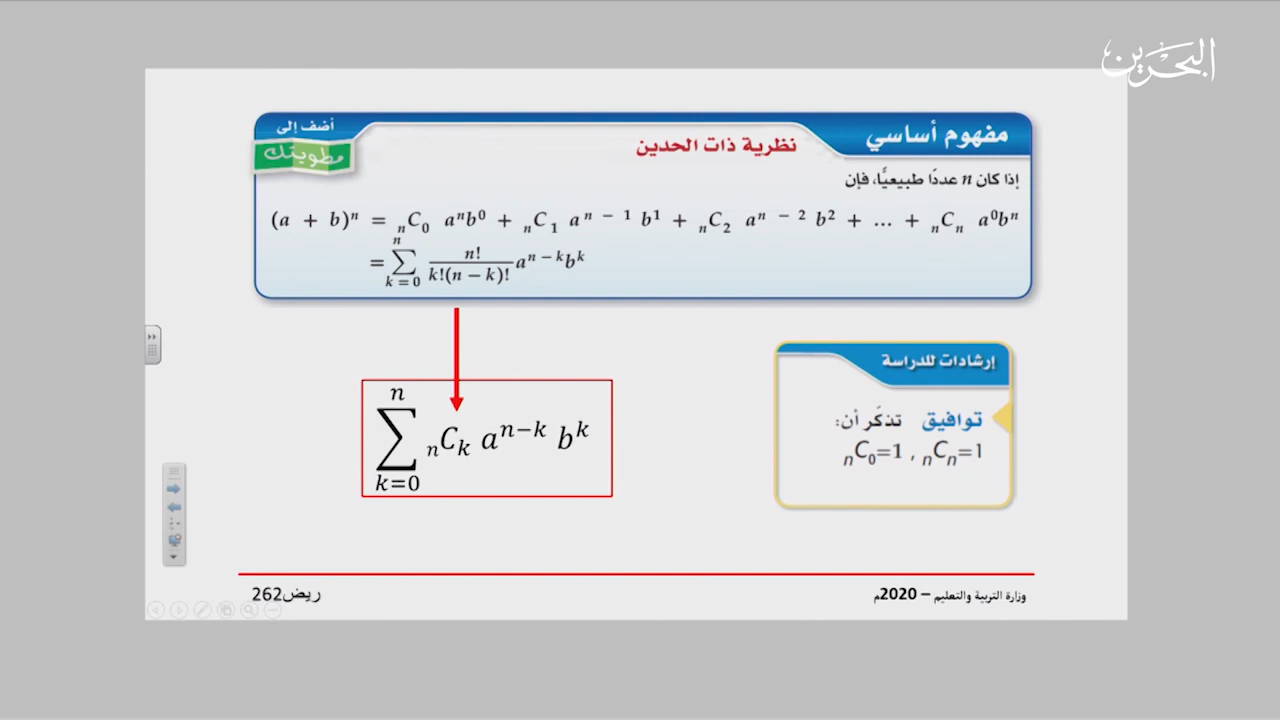 البحرين
مفهوم أساسي
أضف إلى
مطويتك
نظرية ذات الحدين
إذا كان n عددًا طبيعيًّا، فإن
(a + b)ⁿ = ₙC₀ aⁿb⁰ + ₙC₁ aⁿ⁻¹ b¹ + ₙC₂ aⁿ⁻² b² + ... + ₙCₙ a⁰bⁿ
= ∑ₖ₌₀ⁿ n!/(k!(n − k)!) aⁿ⁻ᵏbᵏ
∑ₖ₌₀ⁿ ₙCₖ aⁿ⁻ᵏ bᵏ
إرشادات للدراسة
توافيق تذكّر أن:
ₙC₀=1 , ₙCₙ=1
وزارة التربية والتعليم – 2020م
ريض262